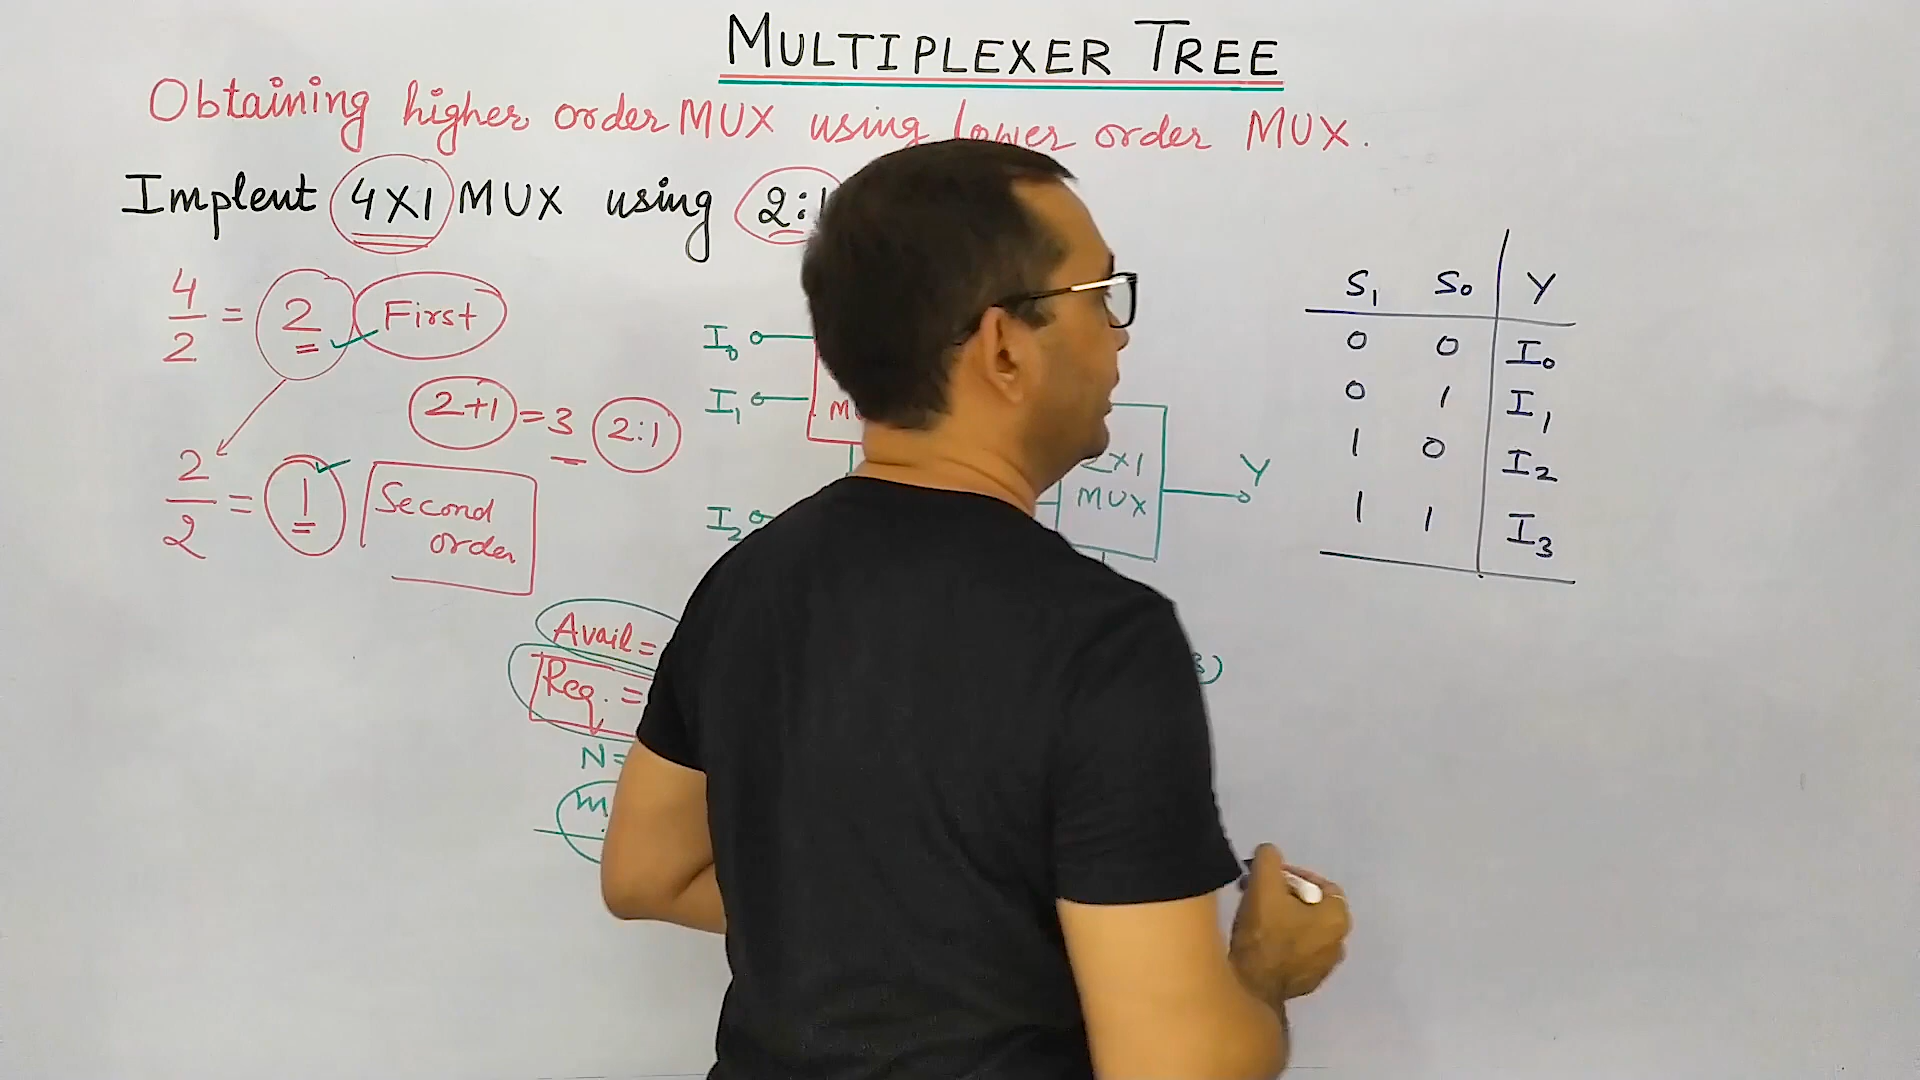 MULTIPLEXER TREE
Obtaining higher order MUX using lower order MUX.
Implent 4X1 MUX using 2:1
4/2 = 2 First
2+1 = 3 2:1
2/2 = 1 Second order
I0
I1
I2
2X1
MUX
Y
Avail =
Req. =
N =
m
S1 S0 Y
0 0 I0
0 1 I1
1 0 I2
1 1 I3